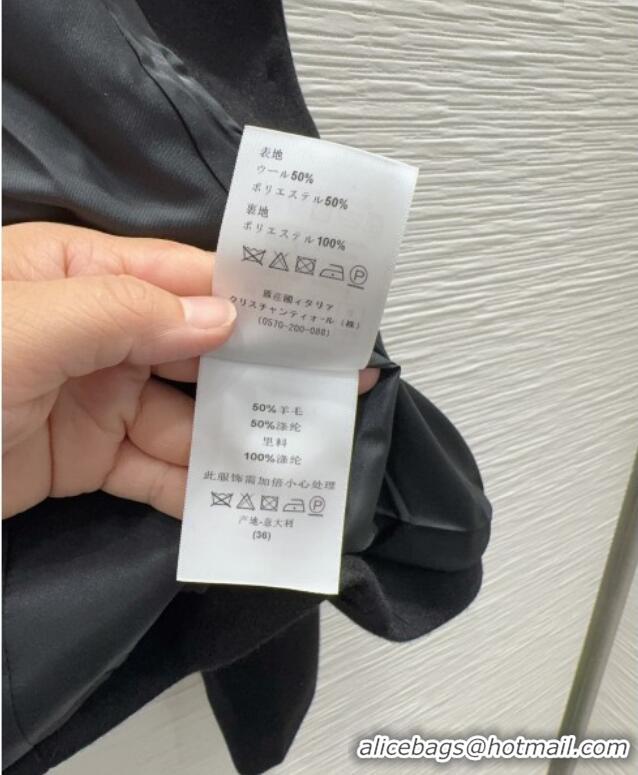 表地
ウール50%
ポリエステル50%
裏地
ポリエステル100%
P
原産國イタリア
クリスチャンディオール(株)
(0570-200-088)
50%羊毛
50%涤纶
里料
100%涤纶
此服饰需加倍小心处理
P
产地-意大利
(36)
alicebags@hotmail.com